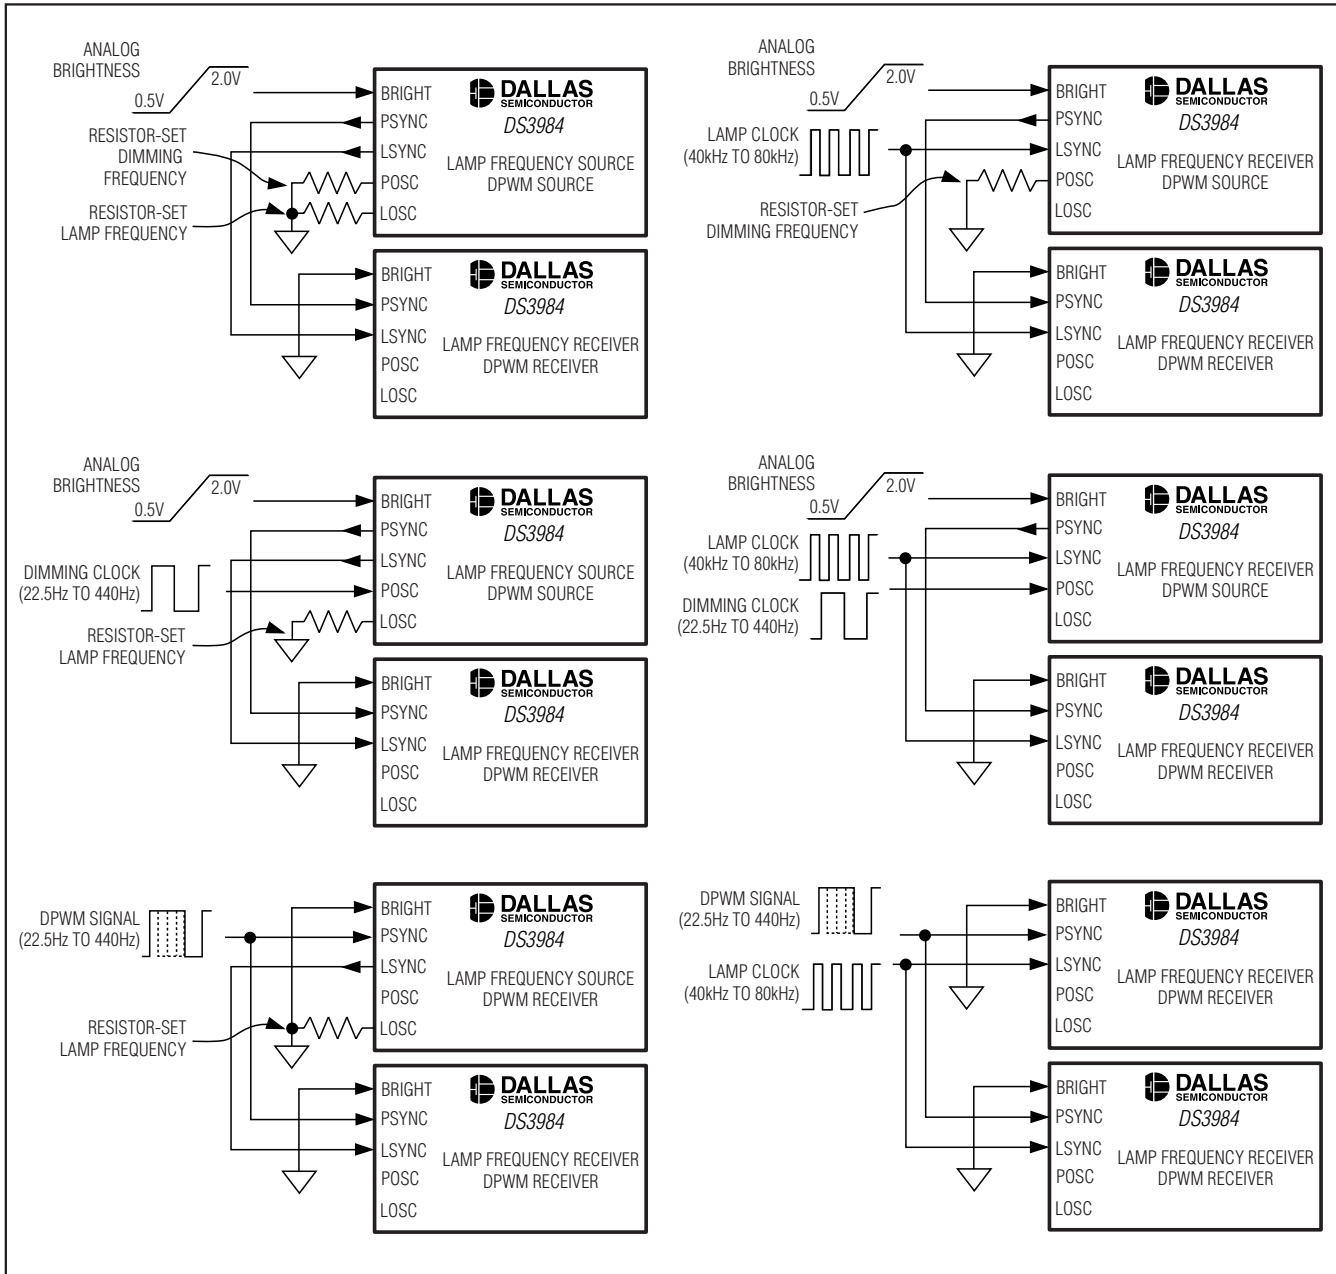 ANALOG
BRIGHTNESS
0.5V
2.0V
RESISTOR-SET
DIMMING
FREQUENCY
RESISTOR-SET
LAMP FREQUENCY
BRIGHT
PSYNC
LSYNC
POSC
LOSC
DALLAS
SEMICONDUCTOR
DS3984
LAMP FREQUENCY SOURCE
DPWM SOURCE
BRIGHT
PSYNC
LSYNC
POSC
LOSC
DALLAS
SEMICONDUCTOR
DS3984
LAMP FREQUENCY RECEIVER
DPWM RECEIVER
ANALOG
BRIGHTNESS
0.5V
2.0V
LAMP CLOCK
(40kHz TO 80kHz)
RESISTOR-SET
DIMMING FREQUENCY
BRIGHT
PSYNC
LSYNC
POSC
LOSC
DALLAS
SEMICONDUCTOR
DS3984
LAMP FREQUENCY RECEIVER
DPWM SOURCE
BRIGHT
PSYNC
LSYNC
POSC
LOSC
DALLAS
SEMICONDUCTOR
DS3984
LAMP FREQUENCY RECEIVER
DPWM RECEIVER
ANALOG
BRIGHTNESS
0.5V
2.0V
DIMMING CLOCK
(22.5Hz TO 440Hz)
RESISTOR-SET
LAMP FREQUENCY
BRIGHT
PSYNC
LSYNC
POSC
LOSC
DALLAS
SEMICONDUCTOR
DS3984
LAMP FREQUENCY SOURCE
DPWM SOURCE
BRIGHT
PSYNC
LSYNC
POSC
LOSC
DALLAS
SEMICONDUCTOR
DS3984
LAMP FREQUENCY RECEIVER
DPWM RECEIVER
ANALOG
BRIGHTNESS
0.5V
2.0V
LAMP CLOCK
(40kHz TO 80kHz)
DIMMING CLOCK
(22.5Hz TO 440Hz)
BRIGHT
PSYNC
LSYNC
POSC
LOSC
DALLAS
SEMICONDUCTOR
DS3984
LAMP FREQUENCY RECEIVER
DPWM SOURCE
BRIGHT
PSYNC
LSYNC
POSC
LOSC
DALLAS
SEMICONDUCTOR
DS3984
LAMP FREQUENCY RECEIVER
DPWM RECEIVER
DPWM SIGNAL
(22.5Hz TO 440Hz)
RESISTOR-SET
LAMP FREQUENCY
BRIGHT
PSYNC
LSYNC
POSC
LOSC
DALLAS
SEMICONDUCTOR
DS3984
LAMP FREQUENCY SOURCE
DPWM RECEIVER
BRIGHT
PSYNC
LSYNC
POSC
LOSC
DALLAS
SEMICONDUCTOR
DS3984
LAMP FREQUENCY RECEIVER
DPWM RECEIVER
DPWM SIGNAL
(22.5Hz TO 440Hz)
LAMP CLOCK
(40kHz TO 80kHz)
BRIGHT
PSYNC
LSYNC
POSC
LOSC
DALLAS
SEMICONDUCTOR
DS3984
LAMP FREQUENCY RECEIVER
DPWM RECEIVER
BRIGHT
PSYNC
LSYNC
POSC
LOSC
DALLAS
SEMICONDUCTOR
DS3984
LAMP FREQUENCY RECEIVER
DPWM RECEIVER